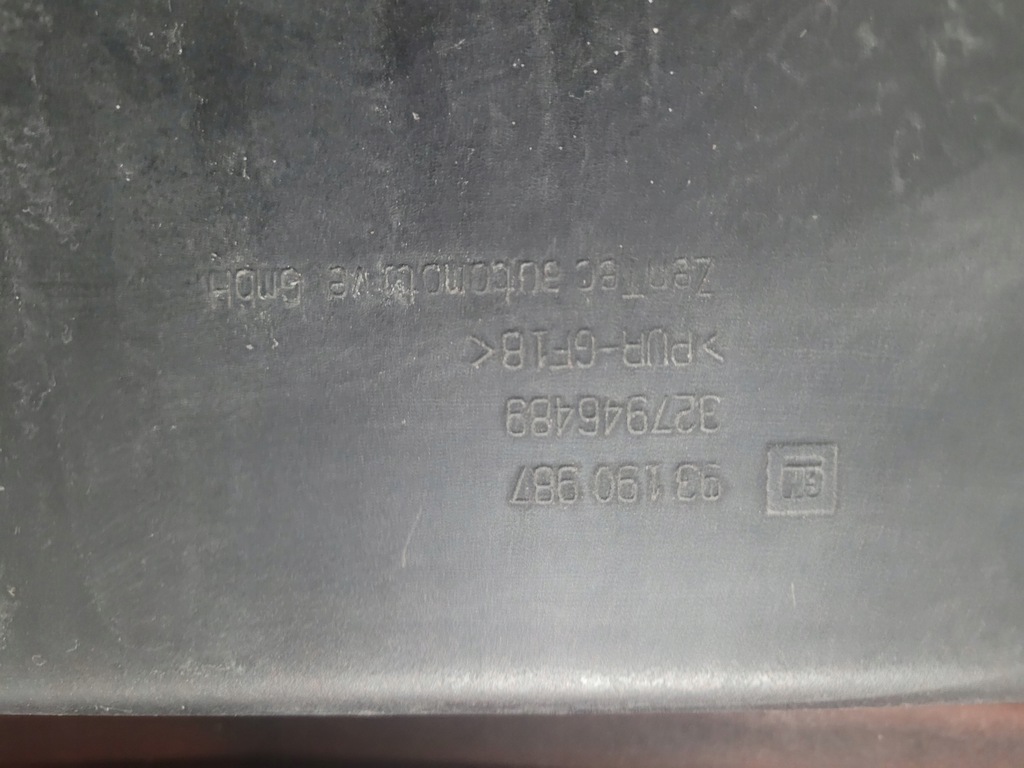 GM 93 190 987
327946489
>PUR-GF18<
ZenTec automotive Gmbh